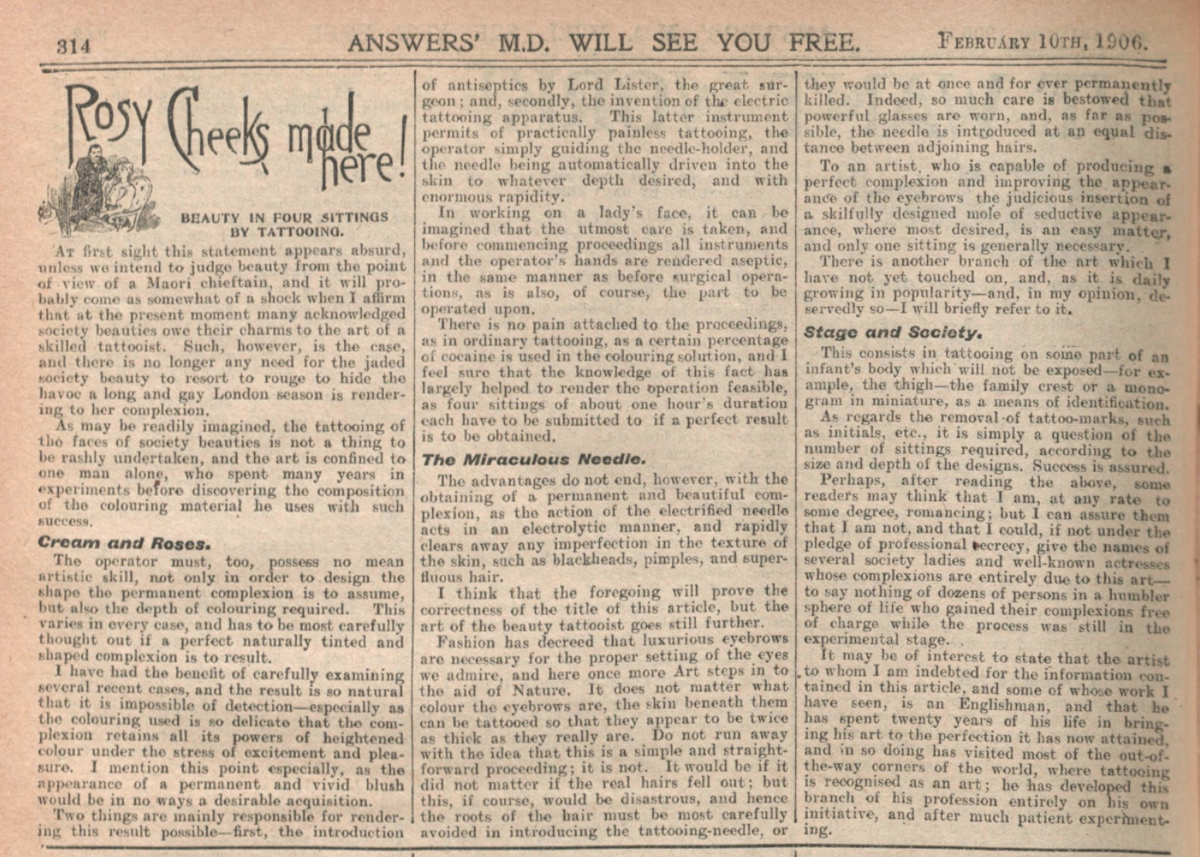 314
ANSWERS' M.D. WILL SEE YOU FREE.
FEBRUARY 10TH, 1906.
Rosy Cheeks made here!
BEAUTY IN FOUR SITTINGS
BY TATTOOING.
AT first sight this statement appears absurd,
unless we intend to judge beauty from the point
of view of a Maori chieftain, and it will pro-
bably come as somewhat of a shock when I affirm
that at the present moment many acknowledged
society beauties owe their charms to the art of a
skilled tattooist. Such, however, is the case,
and there is no longer any need for the jaded
society beauty to resort to rouge to hide the
havoc a long and gay London season is render-
ing to her complexion.
As may be readily imagined, the tattooing of
the faces of society beauties is not a thing to
be rashly undertaken, and the art is confined to
one man alone, who spent many years in
experiments before discovering the composition
of the colouring material he uses with such
success.
Cream and Roses.
The operator must, too, possess no mean
artistic skill, not only in order to design the
shape the permanent complexion is to assume,
but also the depth of colouring required. This
varies in every case, and has to be most carefully
thought out if a perfect naturally tinted and
shaped complexion is to result.
I have had the benefit of carefully examining
several recent cases, and the result is so natural
that it is impossible of detection—especially as
the colouring used is so delicate that the com-
plexion retains all its powers of heightened
colour under the stress of excitement and plea-
sure. I mention this point especially, as the
appearance of a permanent and vivid blush
would be in no ways a desirable acquisition.
Two things are mainly responsible for render-
ing this result possible—first, the introduction
of antiseptics by Lord Lister, the great sur-
geon; and, secondly, the invention of the electric
tattooing apparatus. This latter instrument
permits of practically painless tattooing, the
operator simply guiding the needle-holder, and
the needle being automatically driven into the
skin to whatever depth desired, and with
enormous rapidity.
In working on a lady's face, it can be
imagined that the utmost care is taken, and
before commencing proceedings all instruments
and the operator's hands are rendered aseptic,
in the same manner as before surgical opera-
tions, as is also, of course, the part to be
operated upon.
There is no pain attached to the proceedings,
as in ordinary tattooing, as a certain percentage
of cocaine is used in the colouring solution, and I
feel sure that the knowledge of this fact has
largely helped to render the operation feasible,
as four sittings of about one hour's duration
each have to be submitted to if a perfect result
is to be obtained.
The Miraculous Needle.
The advantages do not end, however, with the
obtaining of a permanent and beautiful com-
plexion, as the action of the electrified needle
acts in an electrolytic manner, and rapidly
clears away any imperfection in the texture of
the skin, such as blackheads, pimples, and super-
fluous hair.
I think that the foregoing will prove the
correctness of the title of this article, but the
art of the beauty tattooist goes still further.
Fashion has decreed that luxurious eyebrows
are necessary for the proper setting of the eyes
we admire, and here once more Art steps in to
the aid of Nature. It does not matter what
colour the eyebrows are, the skin beneath them
can be tattooed so that they appear to be twice
as thick as they really are. Do not run away
with the idea that this is a simple and straight-
forward proceeding; it is not. It would be if it
did not matter if the real hairs fell out; but
this, if course, would be disastrous, and hence
the roots of the hair must be most carefully
avoided in introducing the tattooing-needle, or
they would be at once and for ever permanently
killed. Indeed, so much care is bestowed that
powerful glasses are worn, and, as far as pos-
sible, the needle is introduced at an equal dis-
tance between adjoining hairs.
To an artist, who is capable of producing a
perfect complexion and improving the appear-
ance of the eyebrows the judicious insertion of
a skilfully designed mole of seductive appear-
ance, where most desired, is an easy matter,
and only one sitting is generally necessary.
There is another branch of the art which I
have not yet touched on, and, as it is daily
growing in popularity—and, in my opinion, de-
servedly so—I will briefly refer to it.
Stage and Society.
This consists in tattooing on some part of an
infant's body which will not be exposed—for ex-
ample, the thigh—the family crest or a mono-
gram in miniature, as a means of identification.
As regards the removal of tattoo-marks, such
as initials, etc., it is simply a question of the
number of sittings required, according to the
size and depth of the designs. Success is assured.
Perhaps, after reading the above, some
readers may think that I am, at any rate to
some degree, romancing; but I can assure them
that I am not, and that I could, if not under the
pledge of professional secrecy, give the names of
several society ladies and well-known actresses
whose complexions are entirely due to this art—
to say nothing of dozens of persons in a humbler
sphere of life who gained their complexions free
of charge while the process was still in the
experimental stage.
It may be of interest to state that the artist
to whom I am indebted for the information con-
tained in this article, and some of whose work I
have seen, is an Englishman, and that he
has spent twenty years of his life in bring-
ing his art to the perfection it has now attained,
and in so doing has visited most of the out-of-
the-way corners of the world, where tattooing
is recognised as an art; he has developed this
branch of his profession entirely on his own
initiative, and after much patient experiment-
ing.